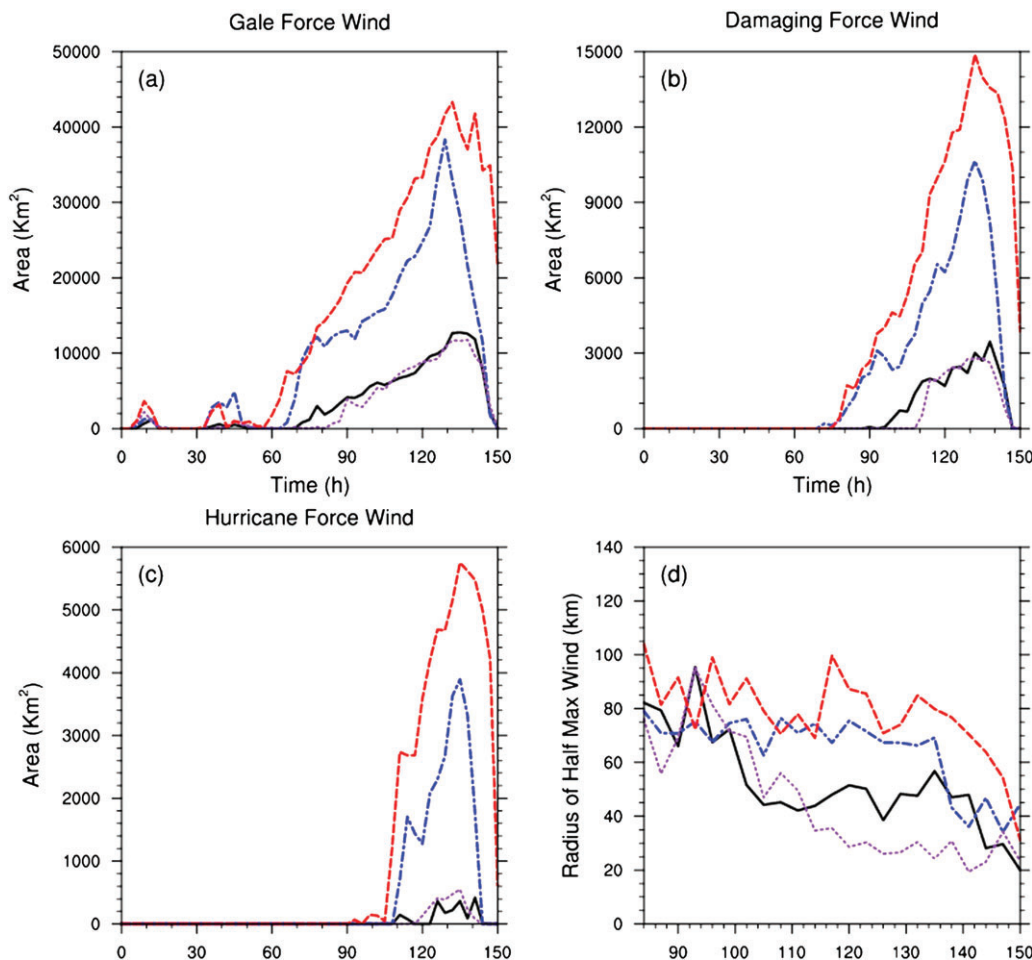 Gale Force Wind
(a)
Area (Km²)
50000
40000
30000
20000
10000
0
0 30 60 90 120 150
Time (h)
Damaging Force Wind
(b)
Area (Km²)
15000
12000
9000
6000
3000
0
0 30 60 90 120 150
Time (h)
Hurricane Force Wind
(c)
Area (Km²)
6000
5000
4000
3000
2000
1000
0
0 30 60 90 120 150
(d)
Radius of Half Max Wind (km)
140
120
100
80
60
40
20
0
90 100 110 120 130 140 150